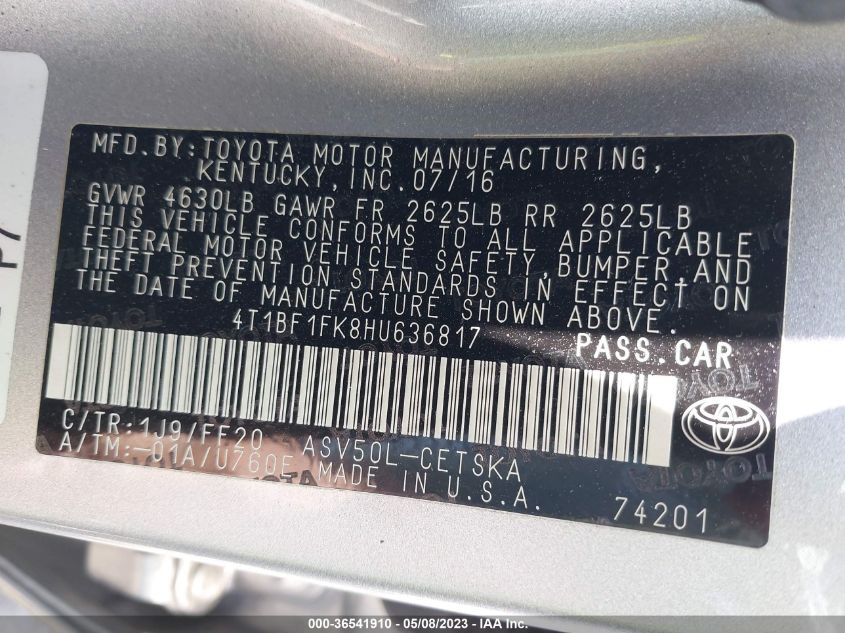 MFD. BY:TOYOTA MOTOR MANUFACTURING,
KENTUCKY, INC. 07/16
GVWR 4630LB GAWR FR 2625LB RR 2625LB
THIS VEHICLE CONFORMS TO ALL APPLICABLE
FEDERAL MOTOR VEHICLE SAFETY, BUMPER, AND
THEFT PREVENTION STANDARDS IN EFFECT ON
THE DATE OF MANUFACTURE SHOWN ABOVE.
4T1BF1FK8HU636817 PASS.CAR
C/TR:1J9/FF20 ASV50L-CETSKA
A/TM:-01A/U760E MADE IN U.S.A.
TOYOTA
74201
000-36541910 - 05/08/2023 - IAA Inc.